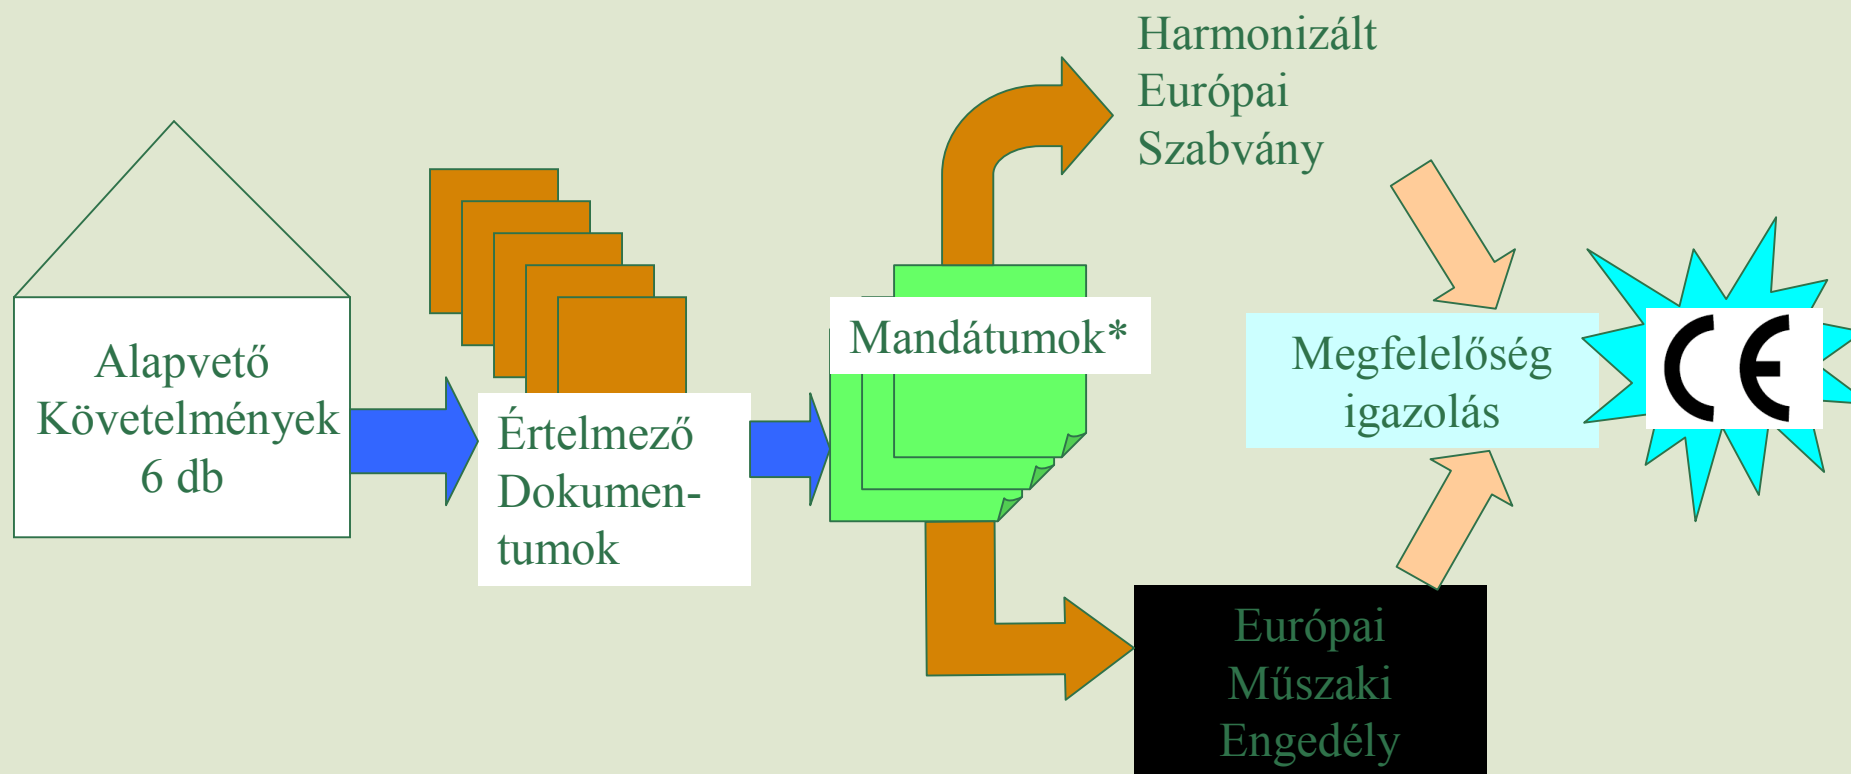 Alapvető
Követelmények
6 db
Értelmező
Dokumen-
tumok
Mandátumok*
Harmonizált
Európai
Szabvány
Európai
Műszaki
Engedély
Megfelelőség
igazolás
CE